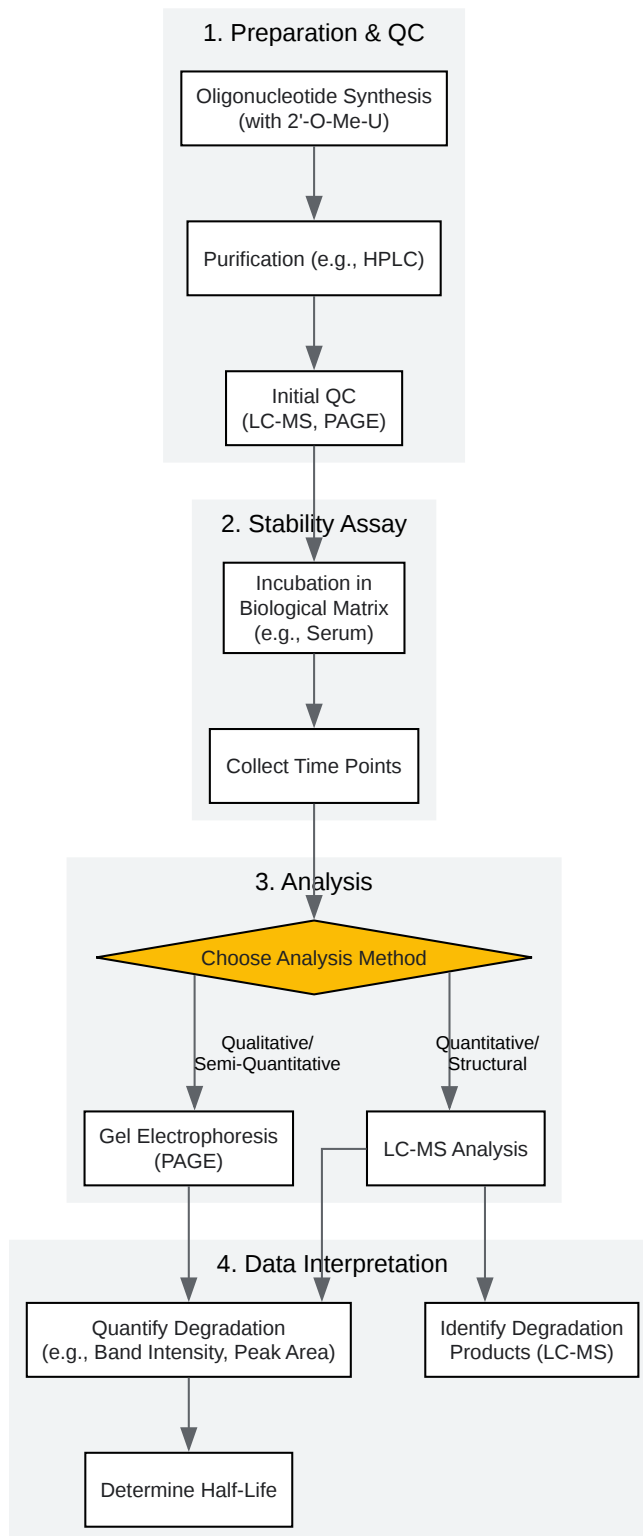 1. Preparation & QC
Oligonucleotide Synthesis
(with 2'-O-Me-U)
Purification (e.g., HPLC)
Initial QC
(LC-MS, PAGE)
2. Stability Assay
Incubation in
Biological Matrix
(e.g., Serum)
Collect Time Points
3. Analysis
Choose Analysis Method
Qualitative/
Semi-Quantitative
Quantitative/
Structural
Gel Electrophoresis
(PAGE)
LC-MS Analysis
4. Data Interpretation
Quantify Degradation
(e.g., Band Intensity, Peak Area)
Identify Degradation
Products (LC-MS)
Determine Half-Life